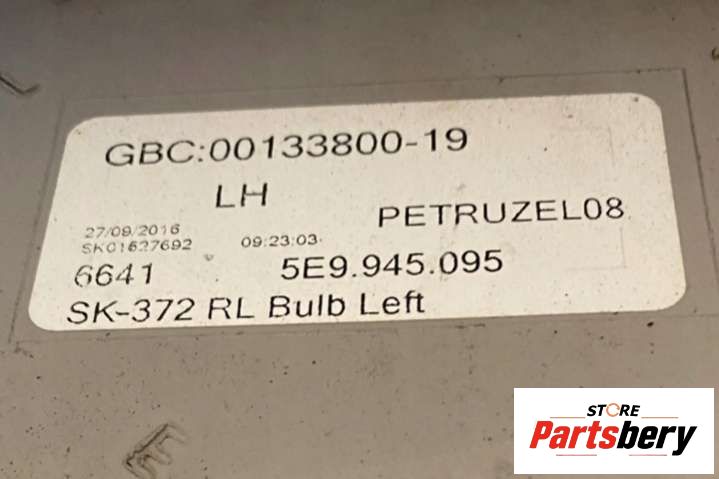 GBC:00133800-19
LH
PETRUZEL08
27/09/2016
SK01627692 09:23:03
6641 5E9.945.095
SK-372 RL Bulb Left
STORE
Partsbery